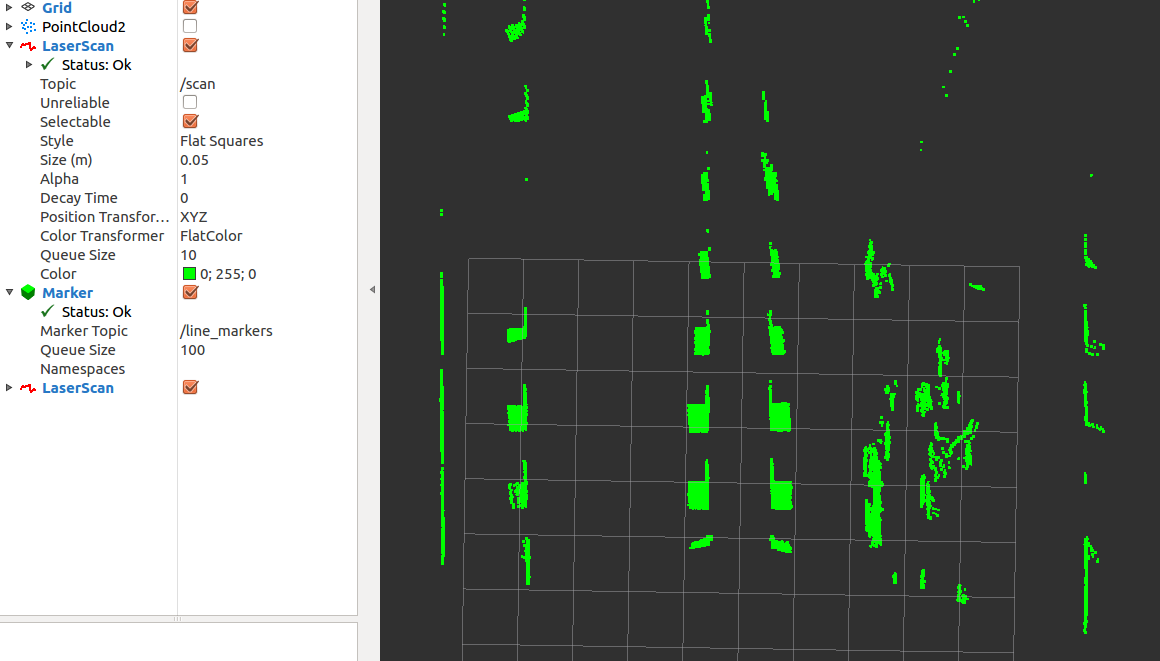 Grid
PointCloud2
LaserScan
Status: Ok
Topic /scan
Unreliable
Selectable
Style Flat Squares
Size (m) 0.05
Alpha 1
Decay Time 0
Position Transfor... XYZ
Color Transformer FlatColor
Queue Size 10
Color 0; 255; 0
Marker
Status: Ok
Marker Topic /line_markers
Queue Size 100
Namespaces
LaserScan